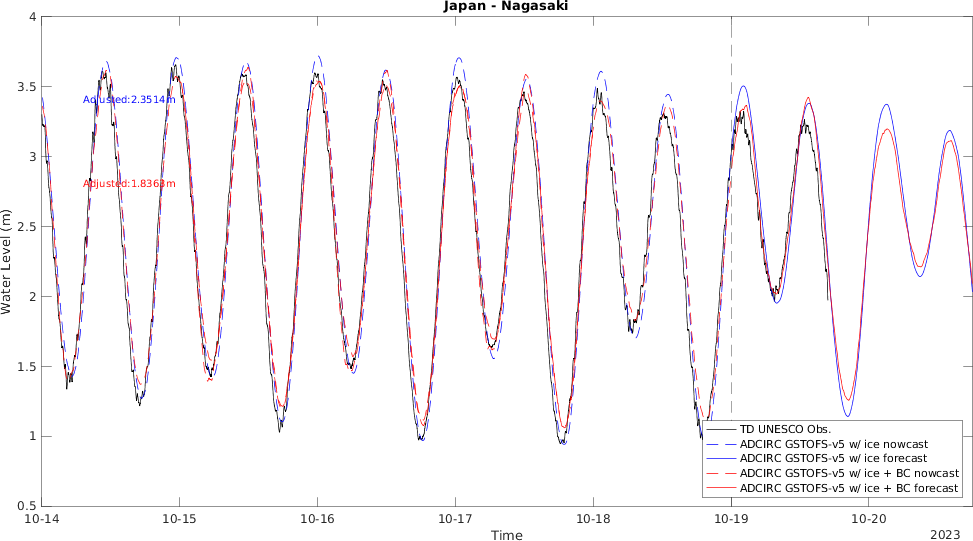 Japan - Nagasaki
4
3.5
3
2.5
2
1.5
1
0.5
Water Level (m)
Adjusted:2.3514m
Adjusted:1.8363m
TD UNESCO Obs.
ADCIRC GSTOFS-v5 w/ ice nowcast
ADCIRC GSTOFS-v5 w/ ice forecast
ADCIRC GSTOFS-v5 w/ ice + BC nowcast
ADCIRC GSTOFS-v5 w/ ice + BC forecast
10-14 10-15 10-16 10-17 10-18 10-19 10-20
Time
2023